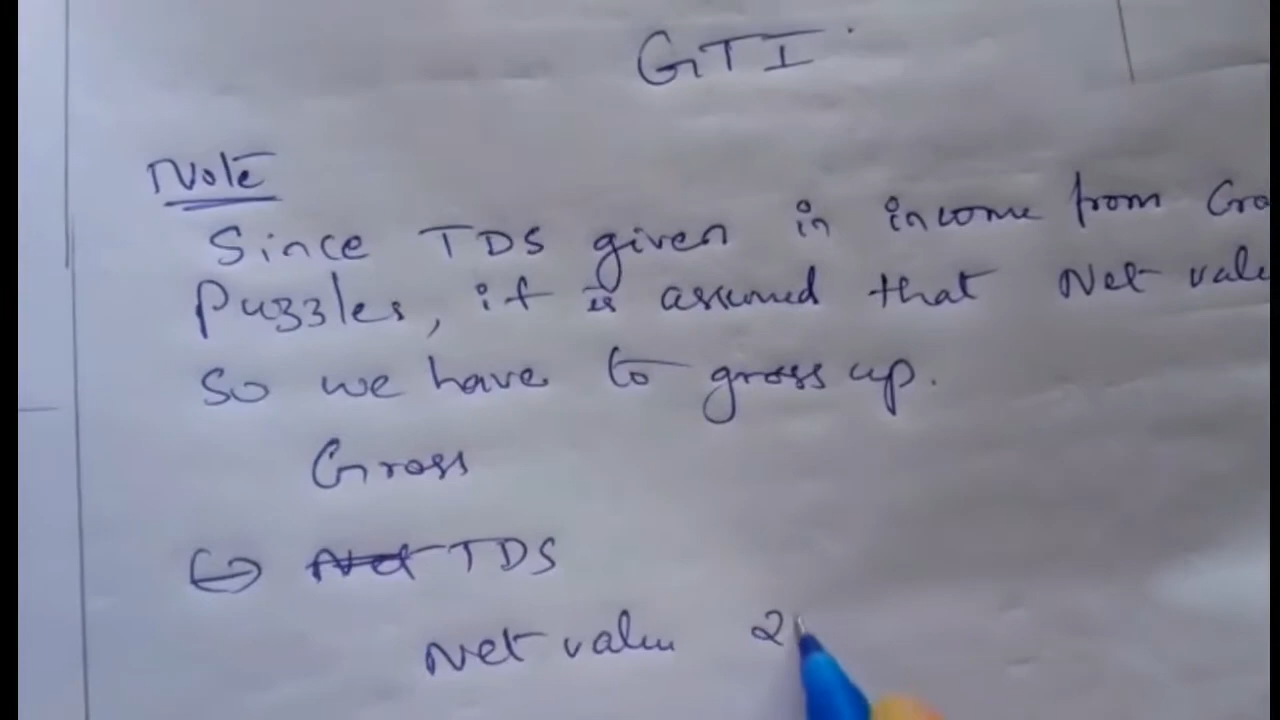 GTI
Note
Since TDS given in income from Cro
Puzzles, it is assumed that Net valu
So we have to gross up.
Gross
(-) Net TDS
Net value 2